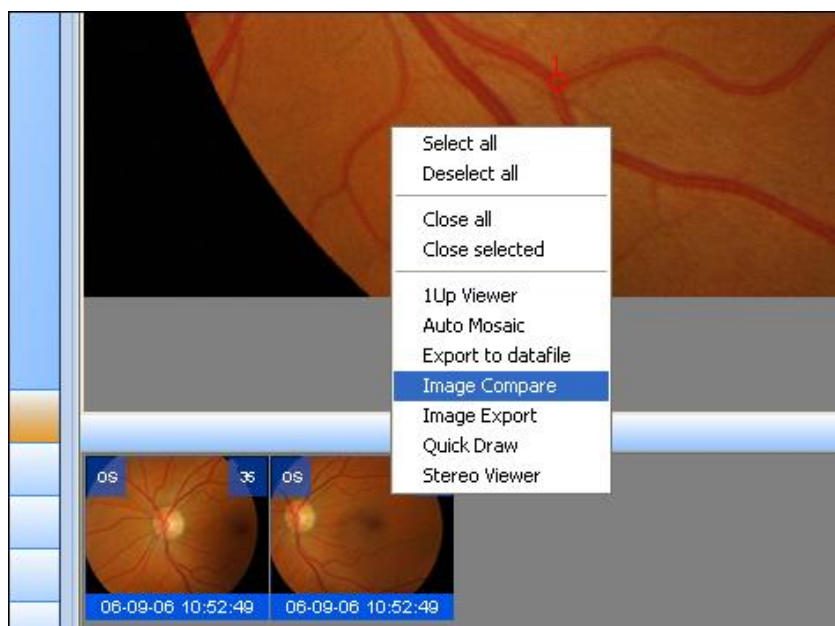 Select all
Deselect all
Close all
Close selected
1Up Viewer
Auto Mosaic
Export to datafile
Image Compare
Image Export
Quick Draw
Stereo Viewer
OS 35 OS
06-09-06 10:52:49 06-09-06 10:52:49